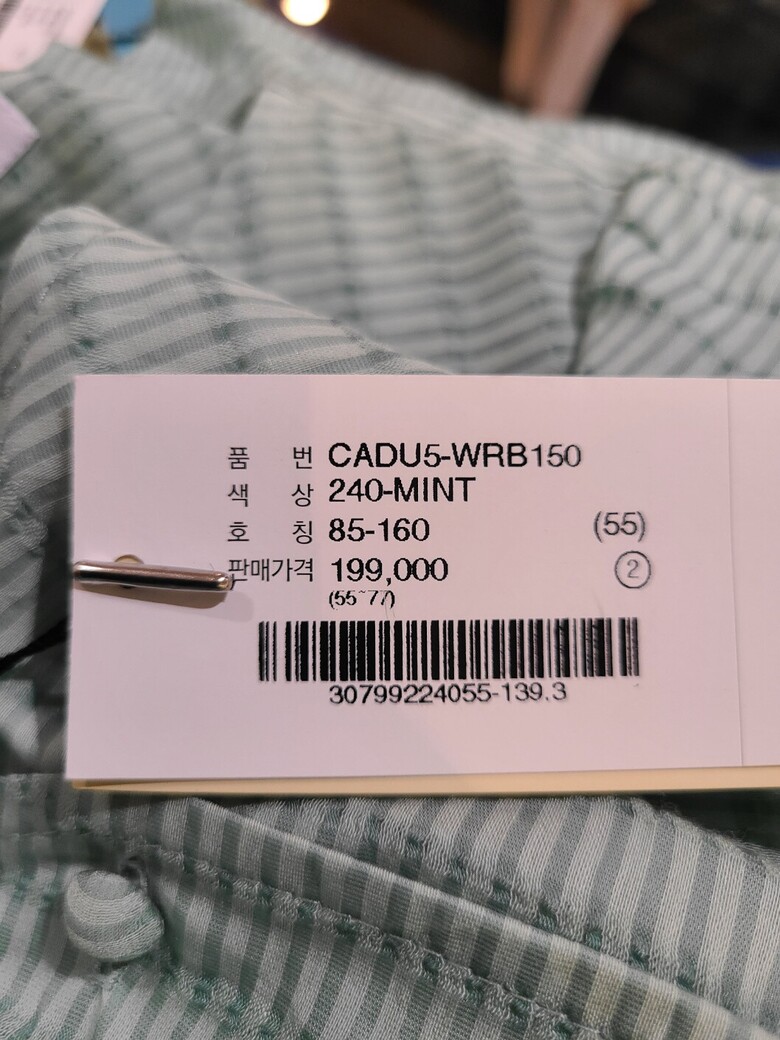 품 번 CADU5-WRB150
색 상 240-MINT
호 칭 85-160 (55)
판매가격 199,000 ②
(55~77)
30799224055-139.3